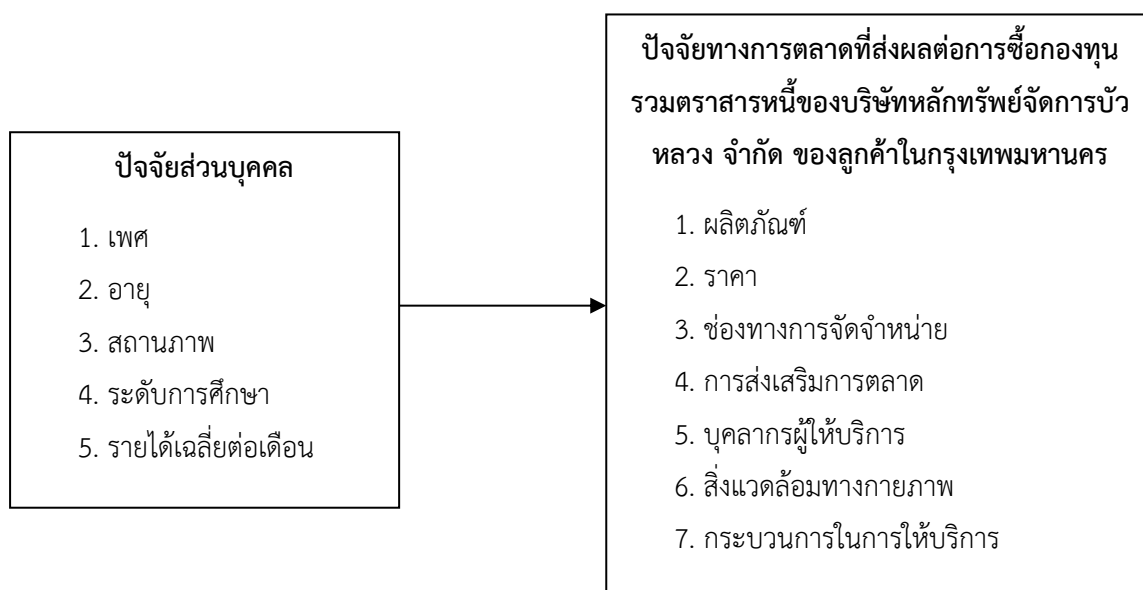 ปัจจัยส่วนบุคคล
1. เพศ
2. อายุ
3. สถานภาพ
4. ระดับการศึกษา
5. รายได้เฉลี่ยต่อเดือน
ปัจจัยทางการตลาดที่ส่งผลต่อการซื้อกองทุน
รวมตราสารหนี้ของบริษัทหลักทรัพย์จัดการบัว
หลวง จำกัด ของลูกค้าในกรุงเทพมหานคร
1. ผลิตภัณฑ์
2. ราคา
3. ช่องทางการจัดจำหน่าย
4. การส่งเสริมการตลาด
5. บุคลากรผู้ให้บริการ
6. สิ่งแวดล้อมทางกายภาพ
7. กระบวนการในการให้บริการ